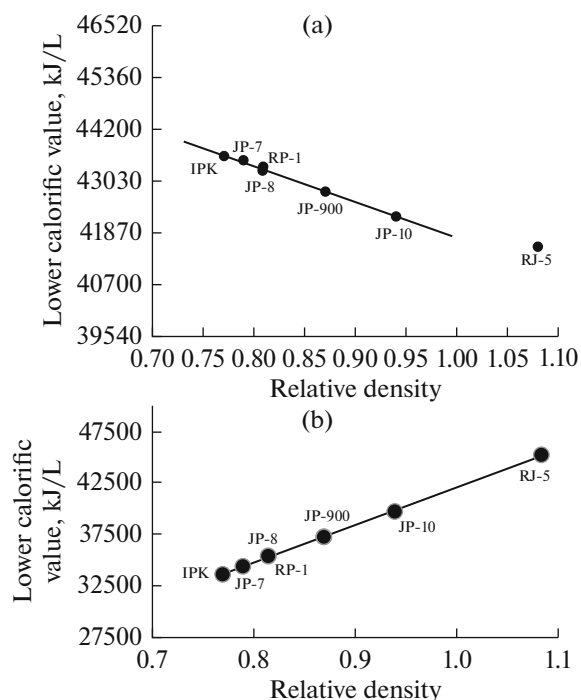 (a)
Lower calorific value, kJ/L
46520
45360
44200
43030
41870
40700
39540
JP-7
RP-1
IPK
JP-8
JP-900
JP-10
RJ-5
0.70 0.75 0.80 0.85 0.90 0.95 1.00 1.05 1.10
Relative density
(b)
Lower calorific
value, kJ/L
47500
42500
37500
32500
27500
RJ-5
JP-900
JP-10
JP-8
IPK
JP-7
RP-1
0.7 0.8 0.9 1.0 1.1
Relative density